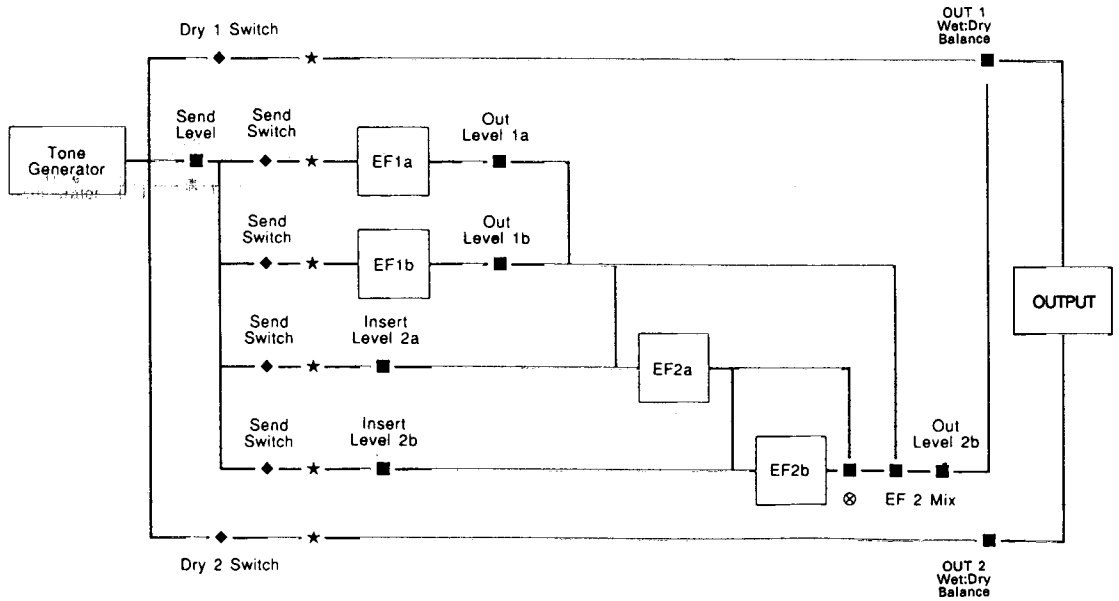 Dry 1 Switch
OUT 1
Wet:Dry
Balance
Send
Level
Send
Switch
Out
Level 1a
Tone
Generator
EF1a
Send
Switch
Out
Level 1b
EF1b
OUTPUT
Send
Switch
Insert
Level 2a
EF2a
Send
Switch
Insert
Level 2b
Out
Level 2b
EF2b
EF 2 Mix
Dry 2 Switch
OUT 2
Wet:Dry
Balance